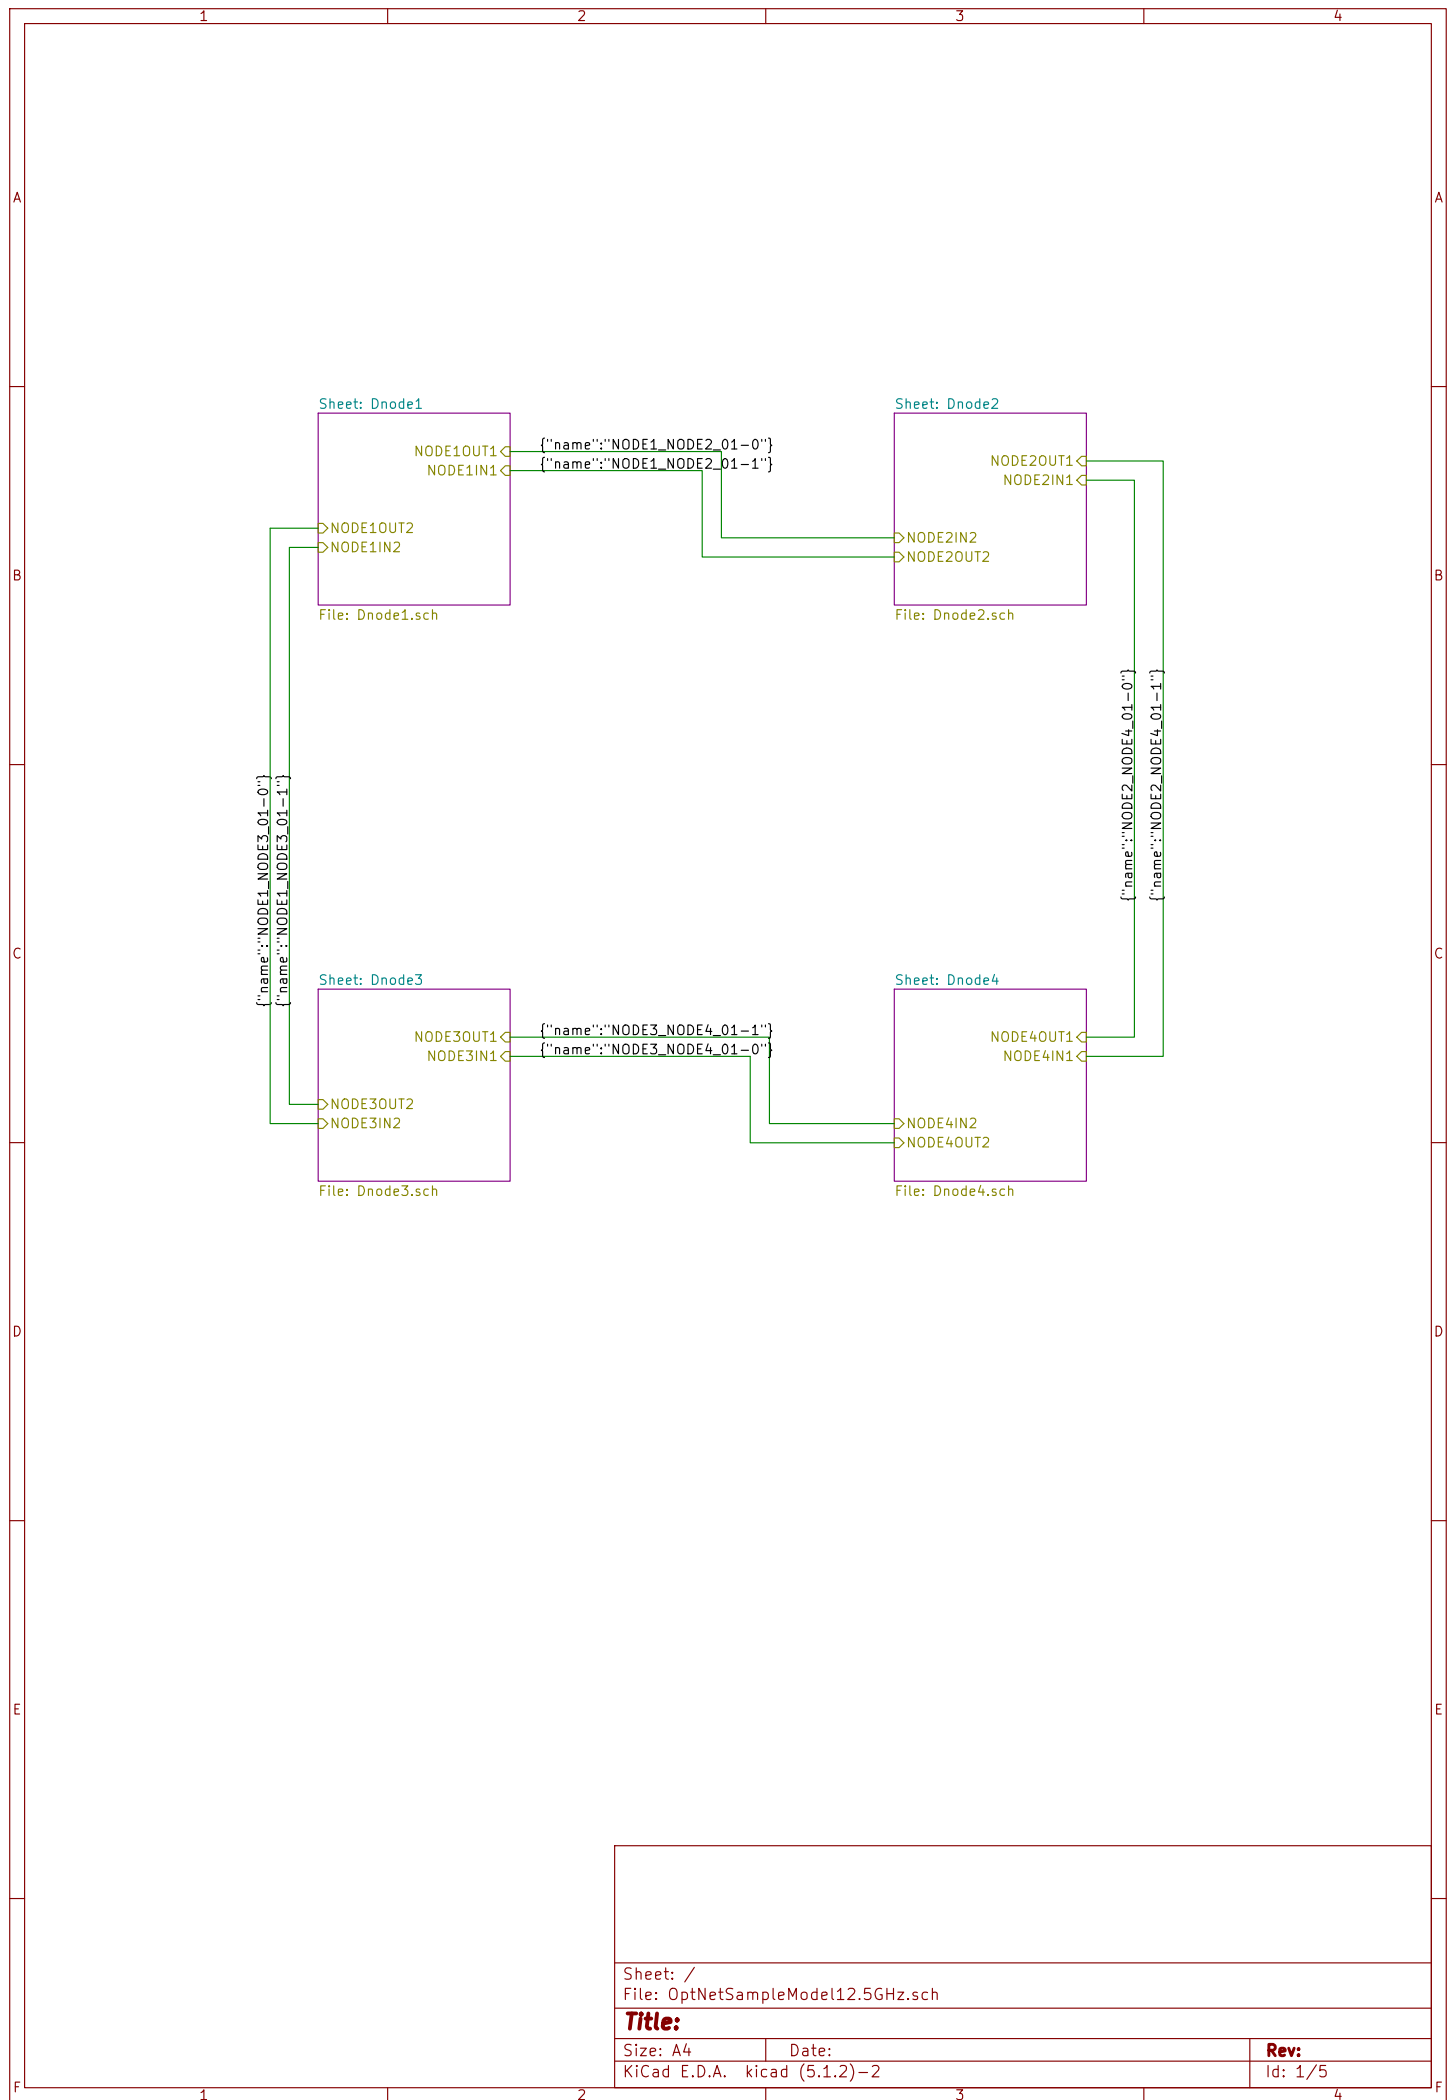 1 2 3 4
A A
Sheet: Dnode1
Sheet: Dnode2
{"name":"NODE1_NODE2_01-0"}
NODE1OUT1
NODE2OUT1
{"name":"NODE1_NODE2_01-1"}
NODE1IN1
NODE2IN1
NODE1OUT2
NODE2IN2
NODE1IN2
NODE2OUT2
B B
File: Dnode1.sch
File: Dnode2.sch
{"name":"NODE2_NODE4_01-0"}
{"name":"NODE2_NODE4_01-1"}
{"name":"NODE1_NODE3_01-0"}
{"name":"NODE1_NODE3_01-1"}
C C
Sheet: Dnode3
Sheet: Dnode4
{"name":"NODE3_NODE4_01-1"}
NODE3OUT1
NODE4OUT1
{"name":"NODE3_NODE4_01-0"}
NODE3IN1
NODE4IN1
NODE3OUT2
NODE3IN2
NODE4IN2
NODE4OUT2
File: Dnode3.sch
File: Dnode4.sch
D D
E E
Sheet: /
File: OptNetSampleModel12.5GHz.sch
Title:
Size: A4 Date: Rev:
KiCad E.D.A. kicad (5.1.2)-2 Id: 1/5
F F
1 2 3 4